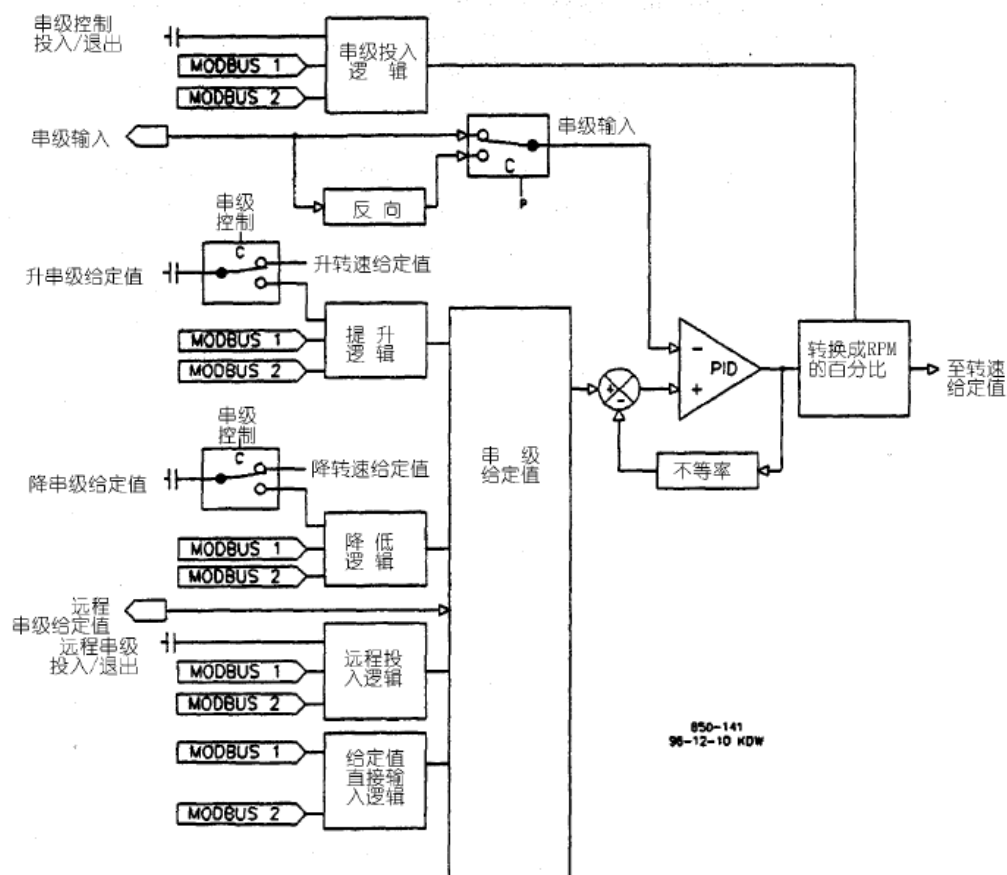 串级控制
投入/退出
串级投入
逻 辑
MODBUS 1
MODBUS 2
串级输入
串级输入
C
P
反 向
串级
控制
C
升串级给定值
升转速给定值
提 升
逻 辑
MODBUS 1
MODBUS 2
PID
-
+
转换成RPM
的百分比
至转速
给定值
+
-
不等率
串 级
给定值
串级
控制
C
降串级给定值
降转速给定值
降 低
逻 辑
MODBUS 1
MODBUS 2
远程
串级给定值
远程串级
投入/退出
远程投
入逻辑
MODBUS 1
MODBUS 2
给定值
直接输
入逻辑
MODBUS 1
MODBUS 2
850-141
96-12-10 KDW